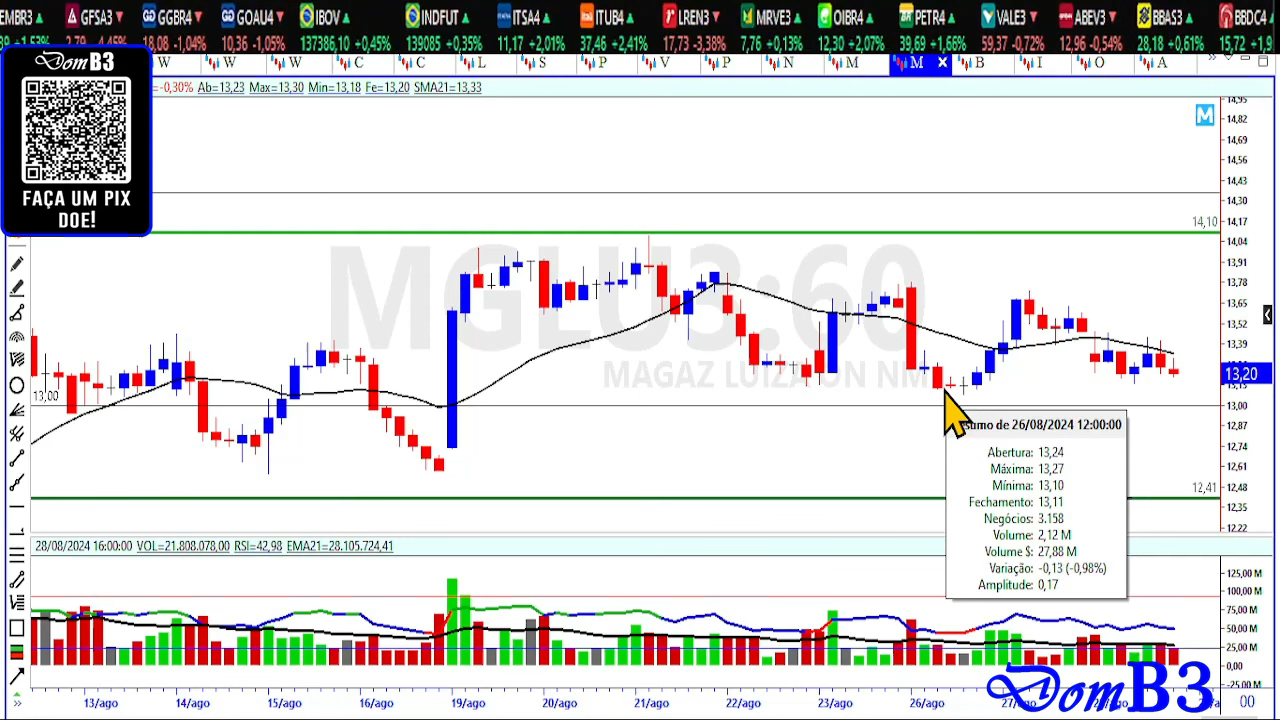 EMBR3 GFSA3 GGBR4 GOAU4 IBOV INDFUT ITSA4 ITUB4 LREN3 MRVE3 OIBR4 PETR4 VALE3 ABEV3 BBAS3 BBDC4
+1,53% 2,79 -4,45% 18,08 -1,04% 10,36 -1,05% 137386,10 +0,45% 139085 +0,35% 11,17 +2,01% 37,46 +2,41% 17,73 -3,38% 7,76 +0,13% 12,30 +2,07% 39,69 +1,66% 59,37 -0,72% 12,96 -0,54% 28,18 +0,61% 15,72 +1,9
DomB3
W W W C C L S P V P N M M B I O A
-0,30% Ab=13,23 Max=13,30 Min=13,18 Fe=13,20 SMA21=13,33
FAÇA UM PIX
DOE!
M
MGLU3:60
14,95
14,82
14,69
14,56
14,43
14,30
14,10
14,17
14,04
13,91
13,78
13,65
13,52
13,39
13,20
13,00
13,00
12,87
12,74
12,61
12,41
12,48
12,35
12,22
26/08/2024 12:00:00
Abertura: 13,24
Máxima: 13,27
Mínima: 13,10
Fechamento: 13,11
Negócios: 3.158
Volume: 2,12 M
Volume $: 27,88 M
Variação: -0,13 (-0,98%)
Amplitude: 0,17
28/08/2024 16:00:00 VOL=21.808.078,00 RSI=42,98 EMA21=28.105.724,41
125,00 M
100,00 M
75,00 M
50,00 M
25,00 M
0,00
-25,00 M
13/ago 14/ago 15/ago 16/ago 19/ago 20/ago 21/ago 22/ago 23/ago 26/ago 27/ago
DomB3
00